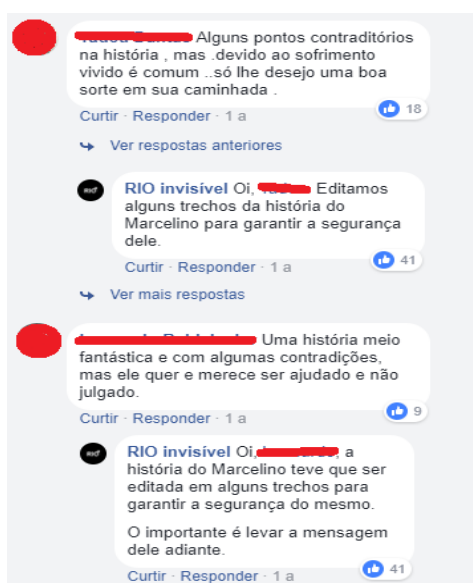 Alguns pontos contraditórios
na história , mas .devido ao sofrimento
vivido é comum ..só lhe desejo uma boa
sorte em sua caminhada .
18
Curtir · Responder · 1 a
Ver respostas anteriores
RIO invisível Oi, Editamos
alguns trechos da história do
Marcelino para garantir a segurança
dele.
41
Curtir · Responder · 1 a
Ver mais respostas
Uma história meio
fantástica e com algumas contradições,
mas ele quer e merece ser ajudado e não
julgado.
9
Curtir · Responder · 1 a
RIO invisível Oi, , a
história do Marcelino teve que ser
editada em alguns trechos para
garantir a segurança do mesmo.
O importante é levar a mensagem
dele adiante.
41
Curtir · Responder · 1 a